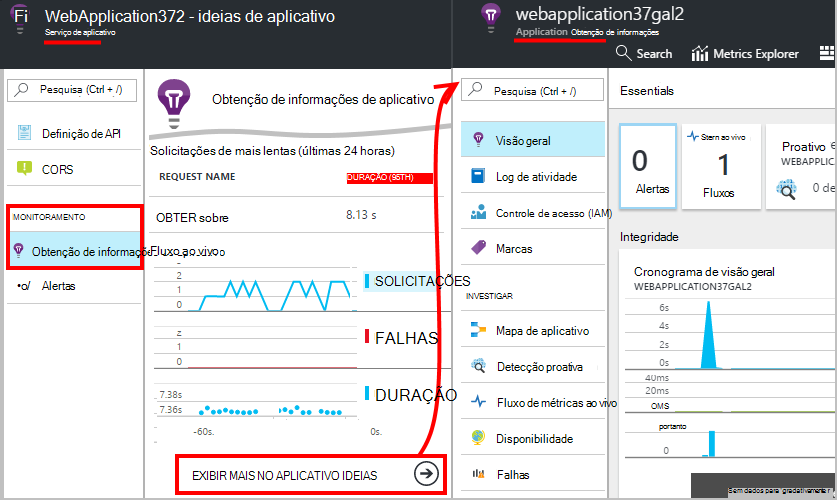 Fi WebApplication372 - ideias de aplicativo
Serviço de aplicativo
Pesquisa (Ctrl + /)
Definição de API
CORS
MONITORAMENTO
Obtenção de informaçõ
Alertas
Obtenção de informações de aplicativo
Solicitações de mais lentas (últimas 24 horas)
REQUEST NAME DURAÇÃO (95TH)
OBTER sobre 8.13 s
Fluxo ao vivo
2
1
0
SOLICITAÇÕES
2
1
0
FALHAS
7.38s
7.36s
DURAÇÃO
-60s. 0s.
EXIBIR MAIS NO APLICATIVO IDEIAS
webapplication37gal2
Application Obtenção de informações
Search Metrics Explorer
Pesquisa (Ctrl + /)
Visão geral
Log de atividade
Controle de acesso (IAM)
Marcas
INVESTIGAR
Mapa de aplicativo
Detecção proativa
Fluxo de métricas ao vivo
Disponibilidade
Falhas
Essentials
0
Alertas
Stern ao vivo
1
Fluxos
Proativo
WEBAPPLIC
0 de
Integridade
Cronograma de visão geral
WEBAPPLICATION37GAL2
6s
4s
2s
0s
40ms
20ms
OMS
portanto
0
Sem dados para